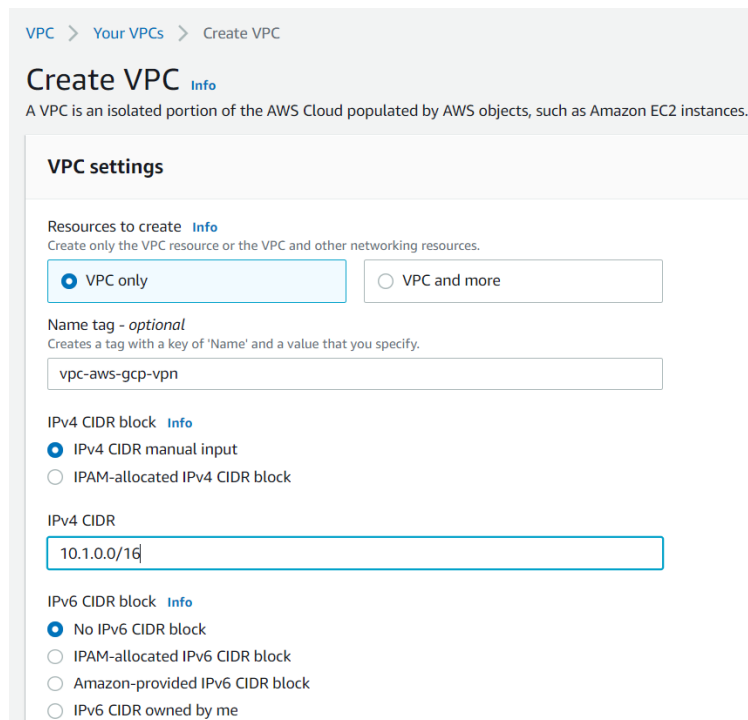 VPC > Your VPCs > Create VPC
Create VPC Info
A VPC is an isolated portion of the AWS Cloud populated by AWS objects, such as Amazon EC2 instances.
VPC settings
Resources to create Info
Create only the VPC resource or the VPC and other networking resources.
VPC only VPC and more
Name tag - optional
Creates a tag with a key of 'Name' and a value that you specify.
vpc-aws-gcp-vpn
IPv4 CIDR block Info
IPv4 CIDR manual input
IPAM-allocated IPv4 CIDR block
IPv4 CIDR
10.1.0.0/16
IPv6 CIDR block Info
No IPv6 CIDR block
IPAM-allocated IPv6 CIDR block
Amazon-provided IPv6 CIDR block
IPv6 CIDR owned by me